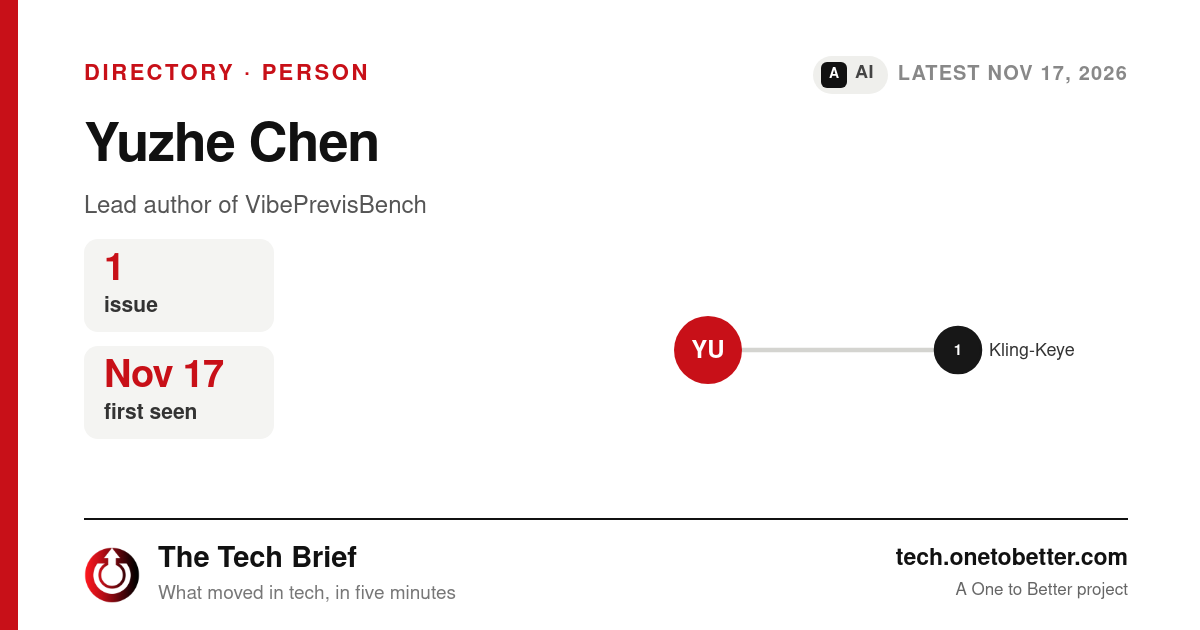 DIRECTORY · PERSON
A AI LATEST NOV 17, 2026
Yuzhe Chen
Lead author of VibePrevisBench
1
issue
Nov 17
first seen
YU
1 Kling-Keye
The Tech Brief
What moved in tech, in five minutes
tech.onetobetter.com
A One to Better project